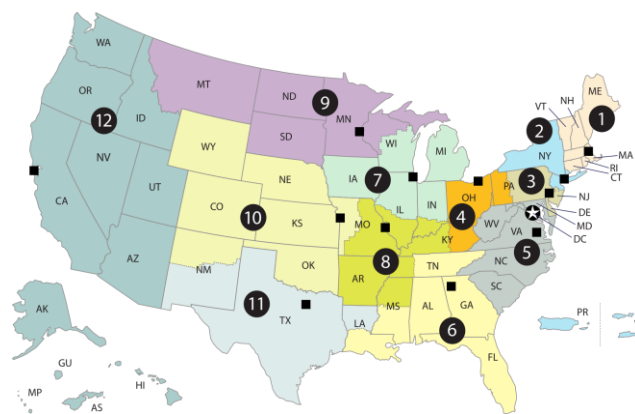 WA
MT
ND
9
ME
OR
12
ID
MN
VT
NH
1
2
SD
WI
MI
NY
MA
WY
RI
CT
IA
7
PA
3
NV
NE
OH
NJ
UT
IL
IN
4
DE
CA
CO
10
KS
MO
WV
MD
VA
DC
KY
5
8
NC
AZ
NM
OK
AR
TN
SC
11
MS
AL
GA
TX
LA
6
AK
PR
FL
GU
HI
MP
AS